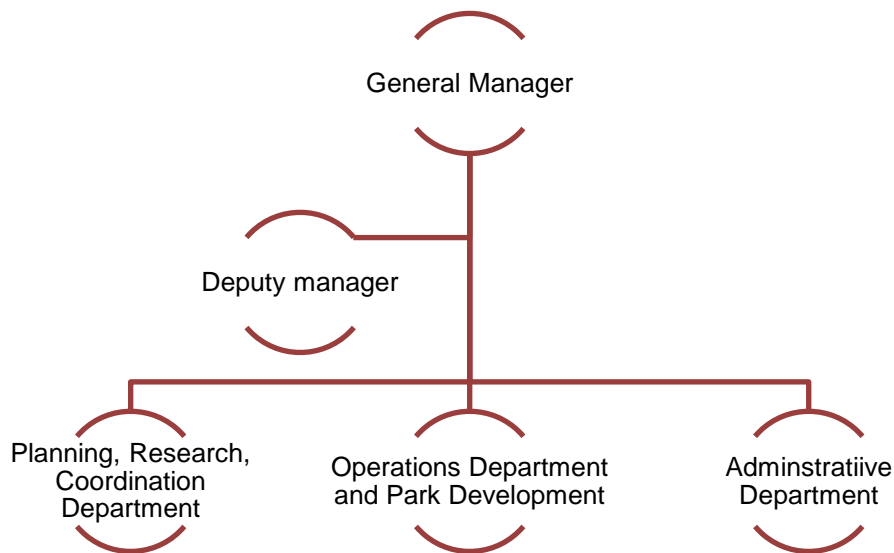 General Manager
Deputy manager
Planning, Research,
Coordination
Department
Operations Department
and Park Development
Adminstratiive
Department